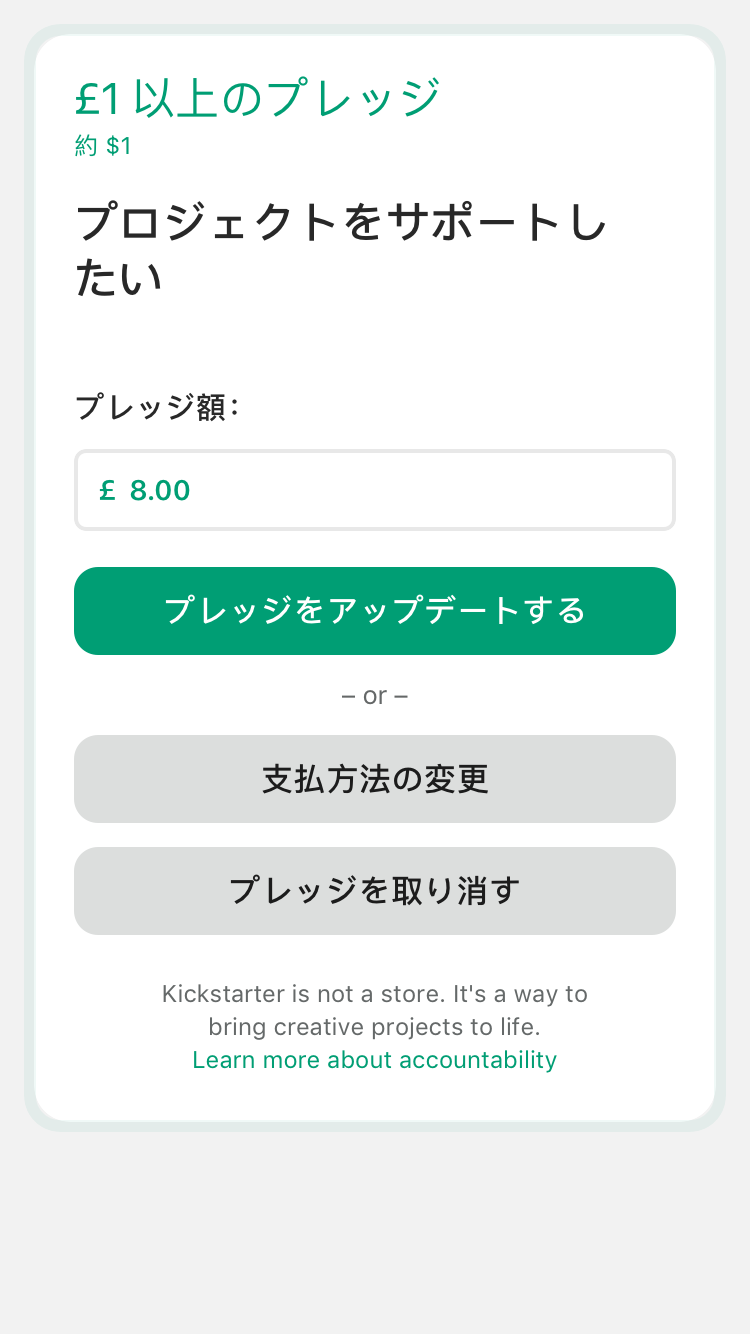 £1 以上のプレッジ
約 $1
プロジェクトをサポートし
たい
プレッジ額：
£ 8.00
プレッジをアップデートする
– or –
支払方法の変更
プレッジを取り消す
Kickstarter is not a store. It's a way to
bring creative projects to life.
Learn more about accountability